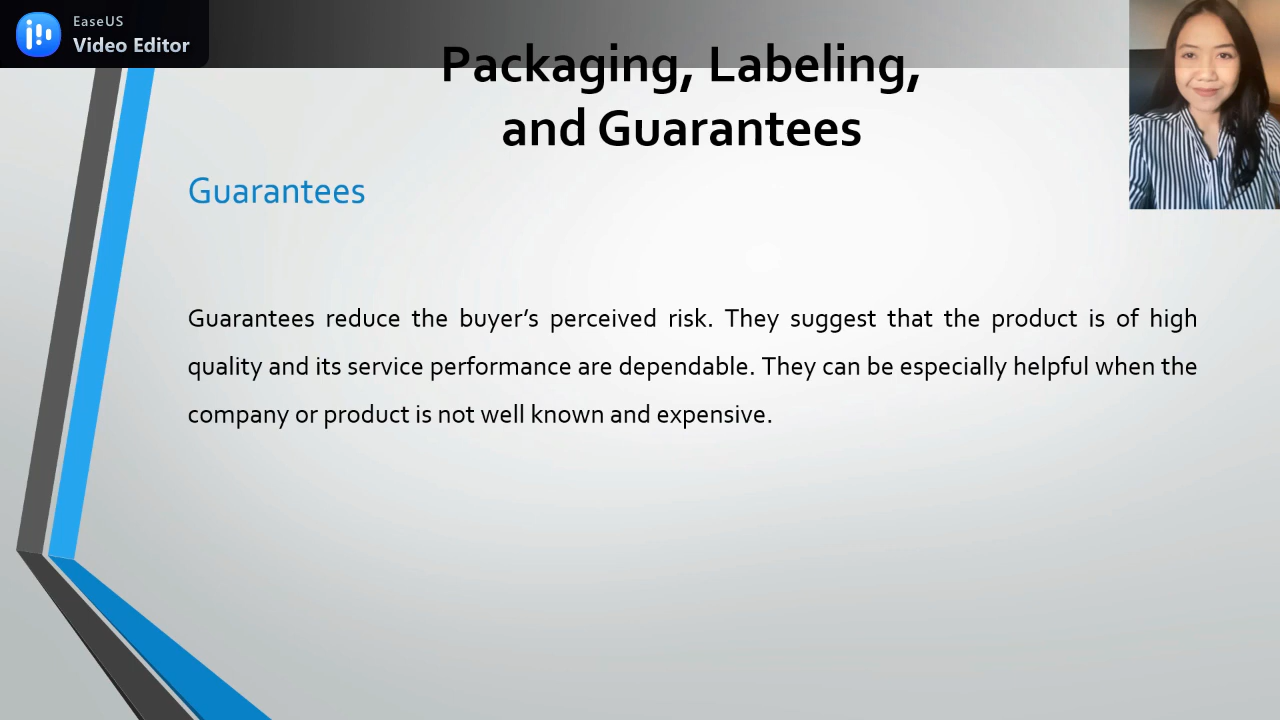 EaseUS
Video Editor
Packaging, Labeling,
and Guarantees
Guarantees
Guarantees reduce the buyer’s perceived risk. They suggest that the product is of high
quality and its service performance are dependable. They can be especially helpful when the
company or product is not well known and expensive.